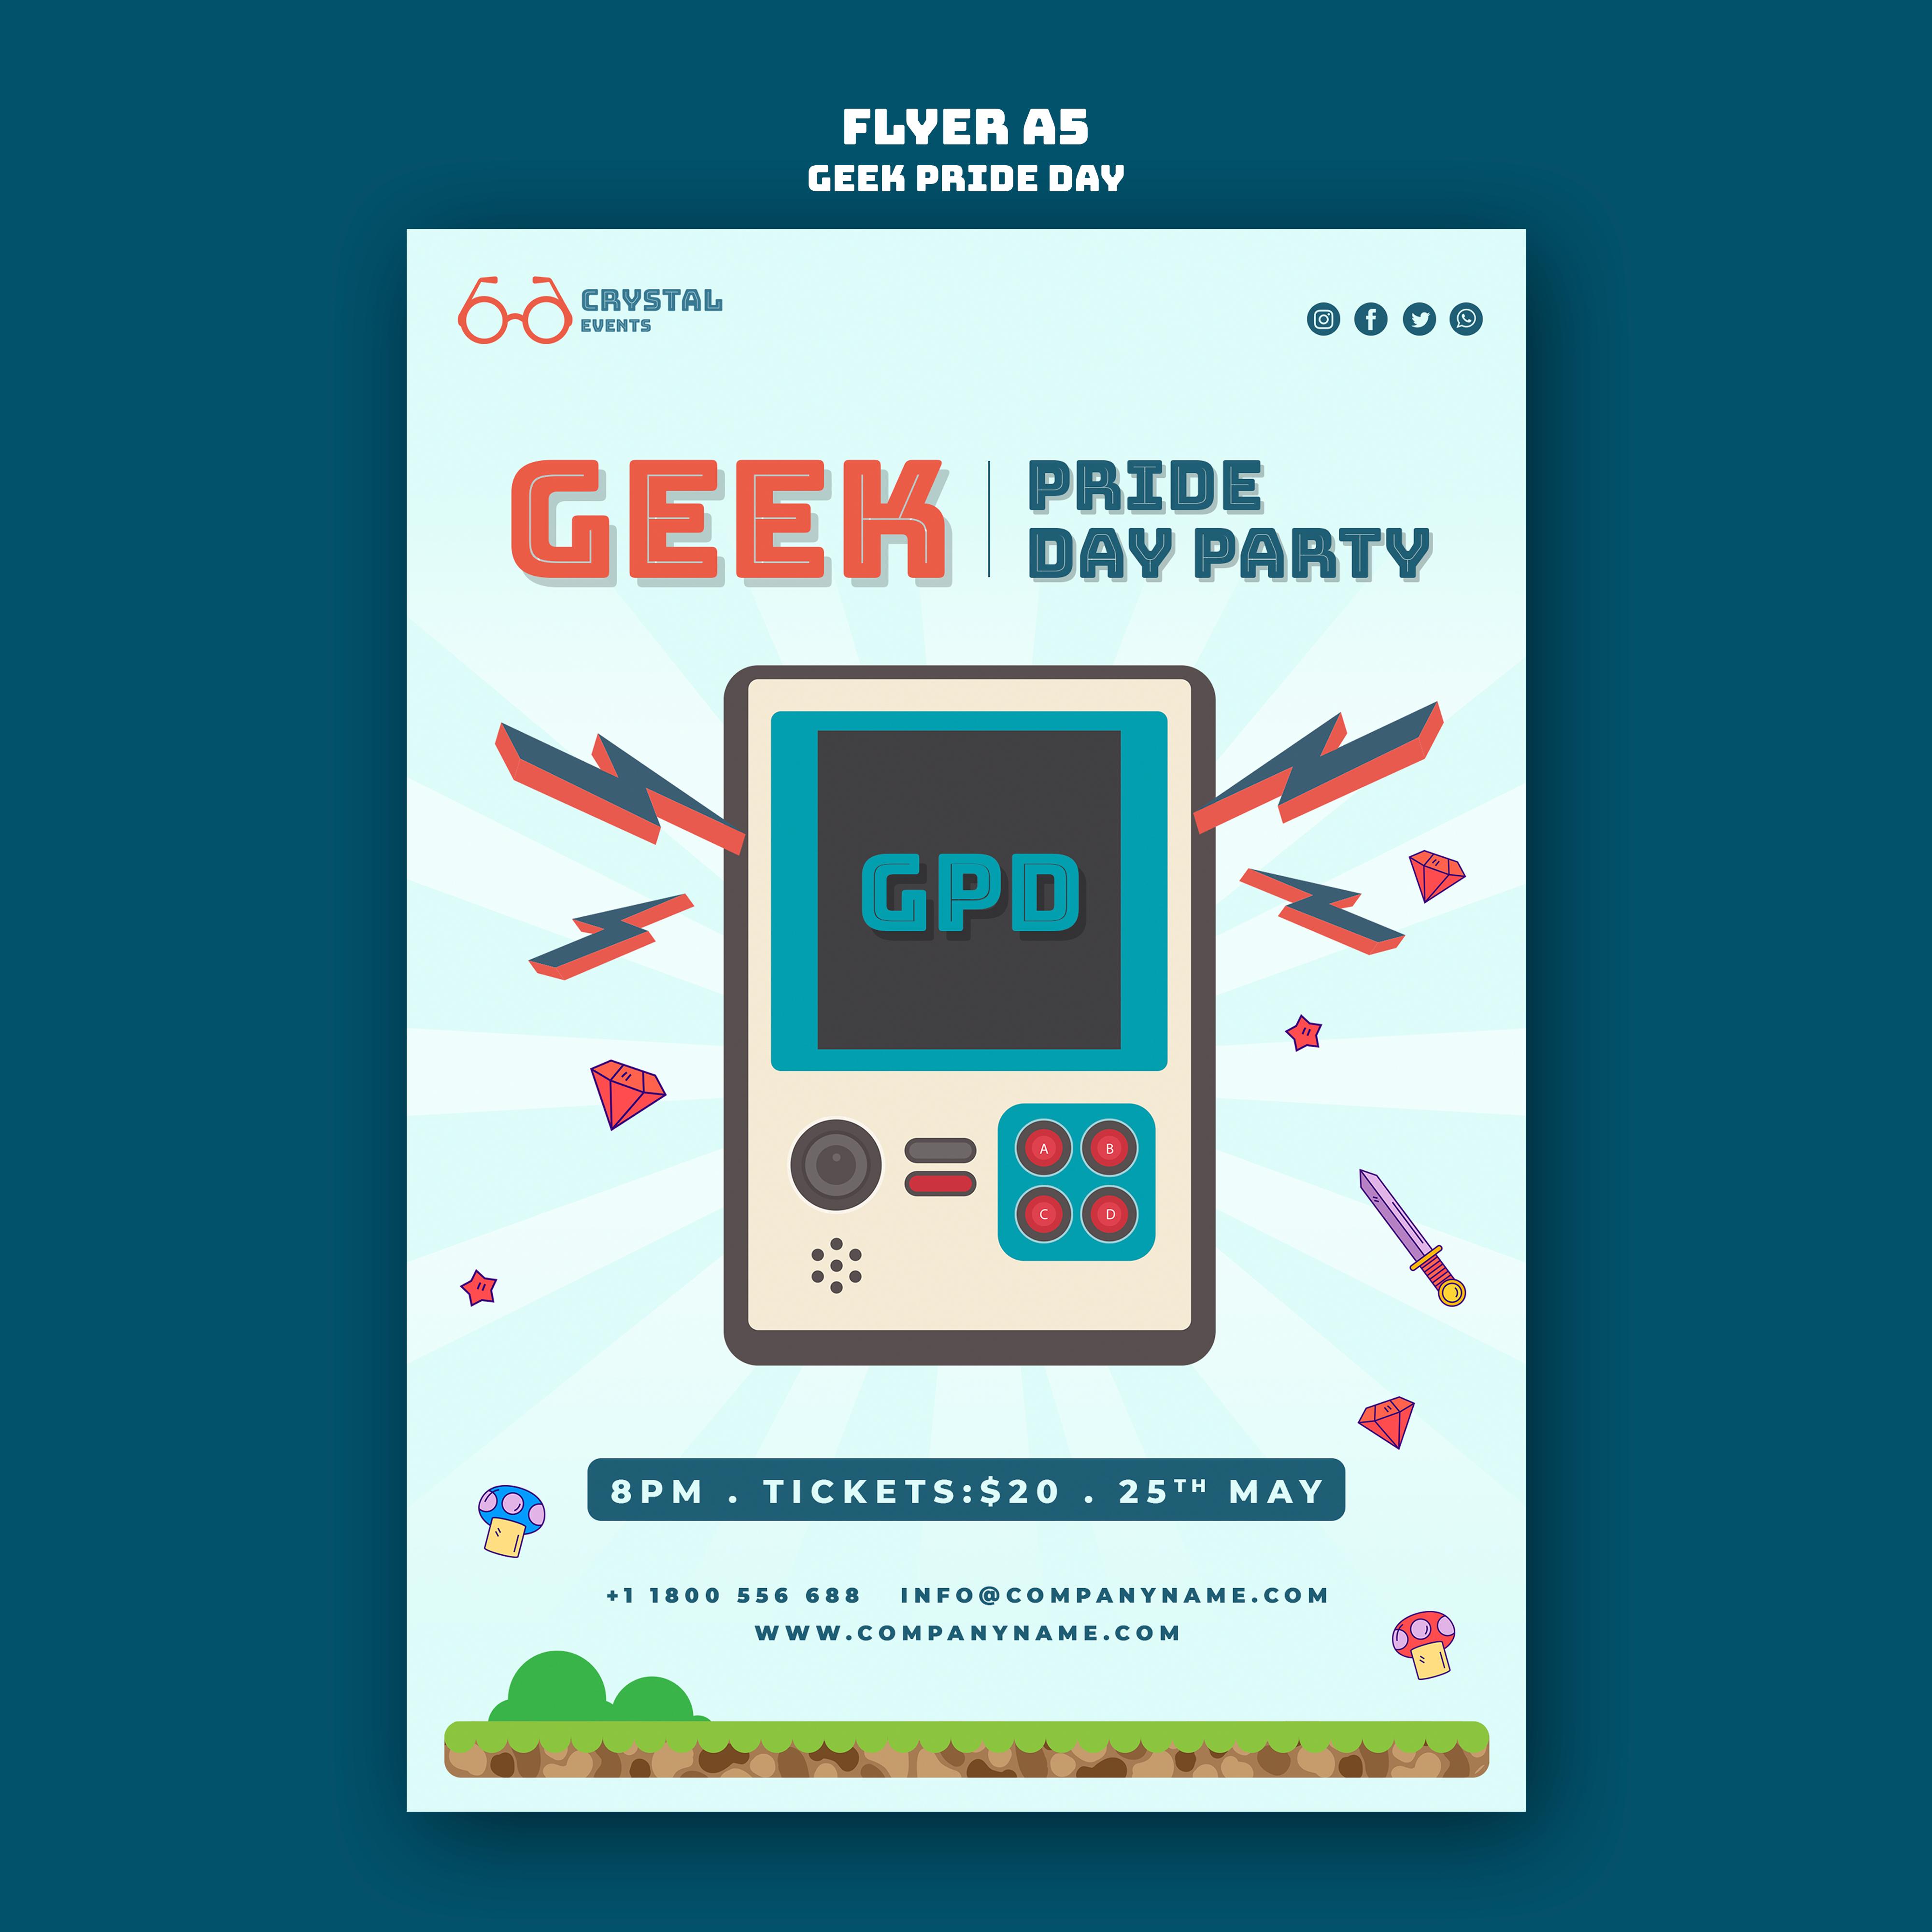 FLYER A5
GEEK PRIDE DAY
CRYSTAL
EVENTS
GEEK
PRIDE
DAY PARTY
GPD
A B
C D
8PM . TICKETS:$20 . 25TH MAY
+1 1800 556 688 INFO@COMPANYNAME.COM
WWW.COMPANYNAME.COM